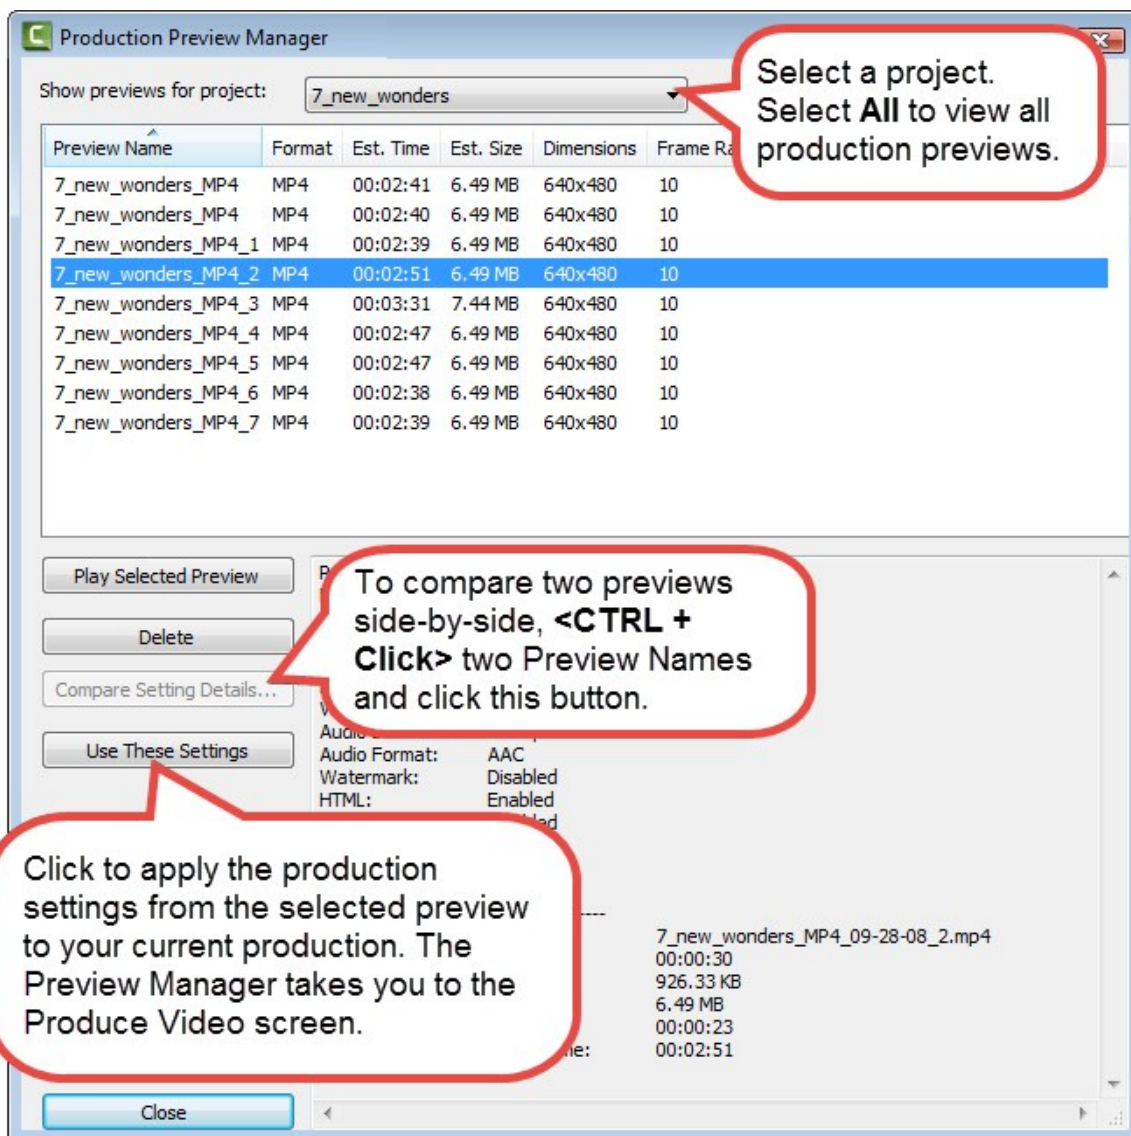 Production Preview Manager
Show previews for project: 7_new_wonders
Select a project.
Select All to view all
production previews.
Preview Name Format Est. Time Est. Size Dimensions Frame
7_new_wonders_MP4 MP4 00:02:41 6.49 MB 640x480 10
7_new_wonders_MP4 MP4 00:02:40 6.49 MB 640x480 10
7_new_wonders_MP4_1 MP4 00:02:39 6.49 MB 640x480 10
7_new_wonders_MP4_2 MP4 00:02:51 6.49 MB 640x480 10
7_new_wonders_MP4_3 MP4 00:03:31 7.44 MB 640x480 10
7_new_wonders_MP4_4 MP4 00:02:47 6.49 MB 640x480 10
7_new_wonders_MP4_5 MP4 00:02:47 6.49 MB 640x480 10
7_new_wonders_MP4_6 MP4 00:02:38 6.49 MB 640x480 10
7_new_wonders_MP4_7 MP4 00:02:39 6.49 MB 640x480 10
Play Selected Preview
Delete
Compare Setting Details...
Use These Settings
To compare two previews
side-by-side, <CTRL +
Click> two Preview Names
and click this button.
Audio Format: AAC
Watermark: Disabled
HTML: Enabled
Click to apply the production
settings from the selected preview
to your current production. The
Preview Manager takes you to the
Produce Video screen.
7_new_wonders_MP4_09-28-08_2.mp4
00:00:30
926.33 KB
6.49 MB
00:00:23
00:02:51
Close